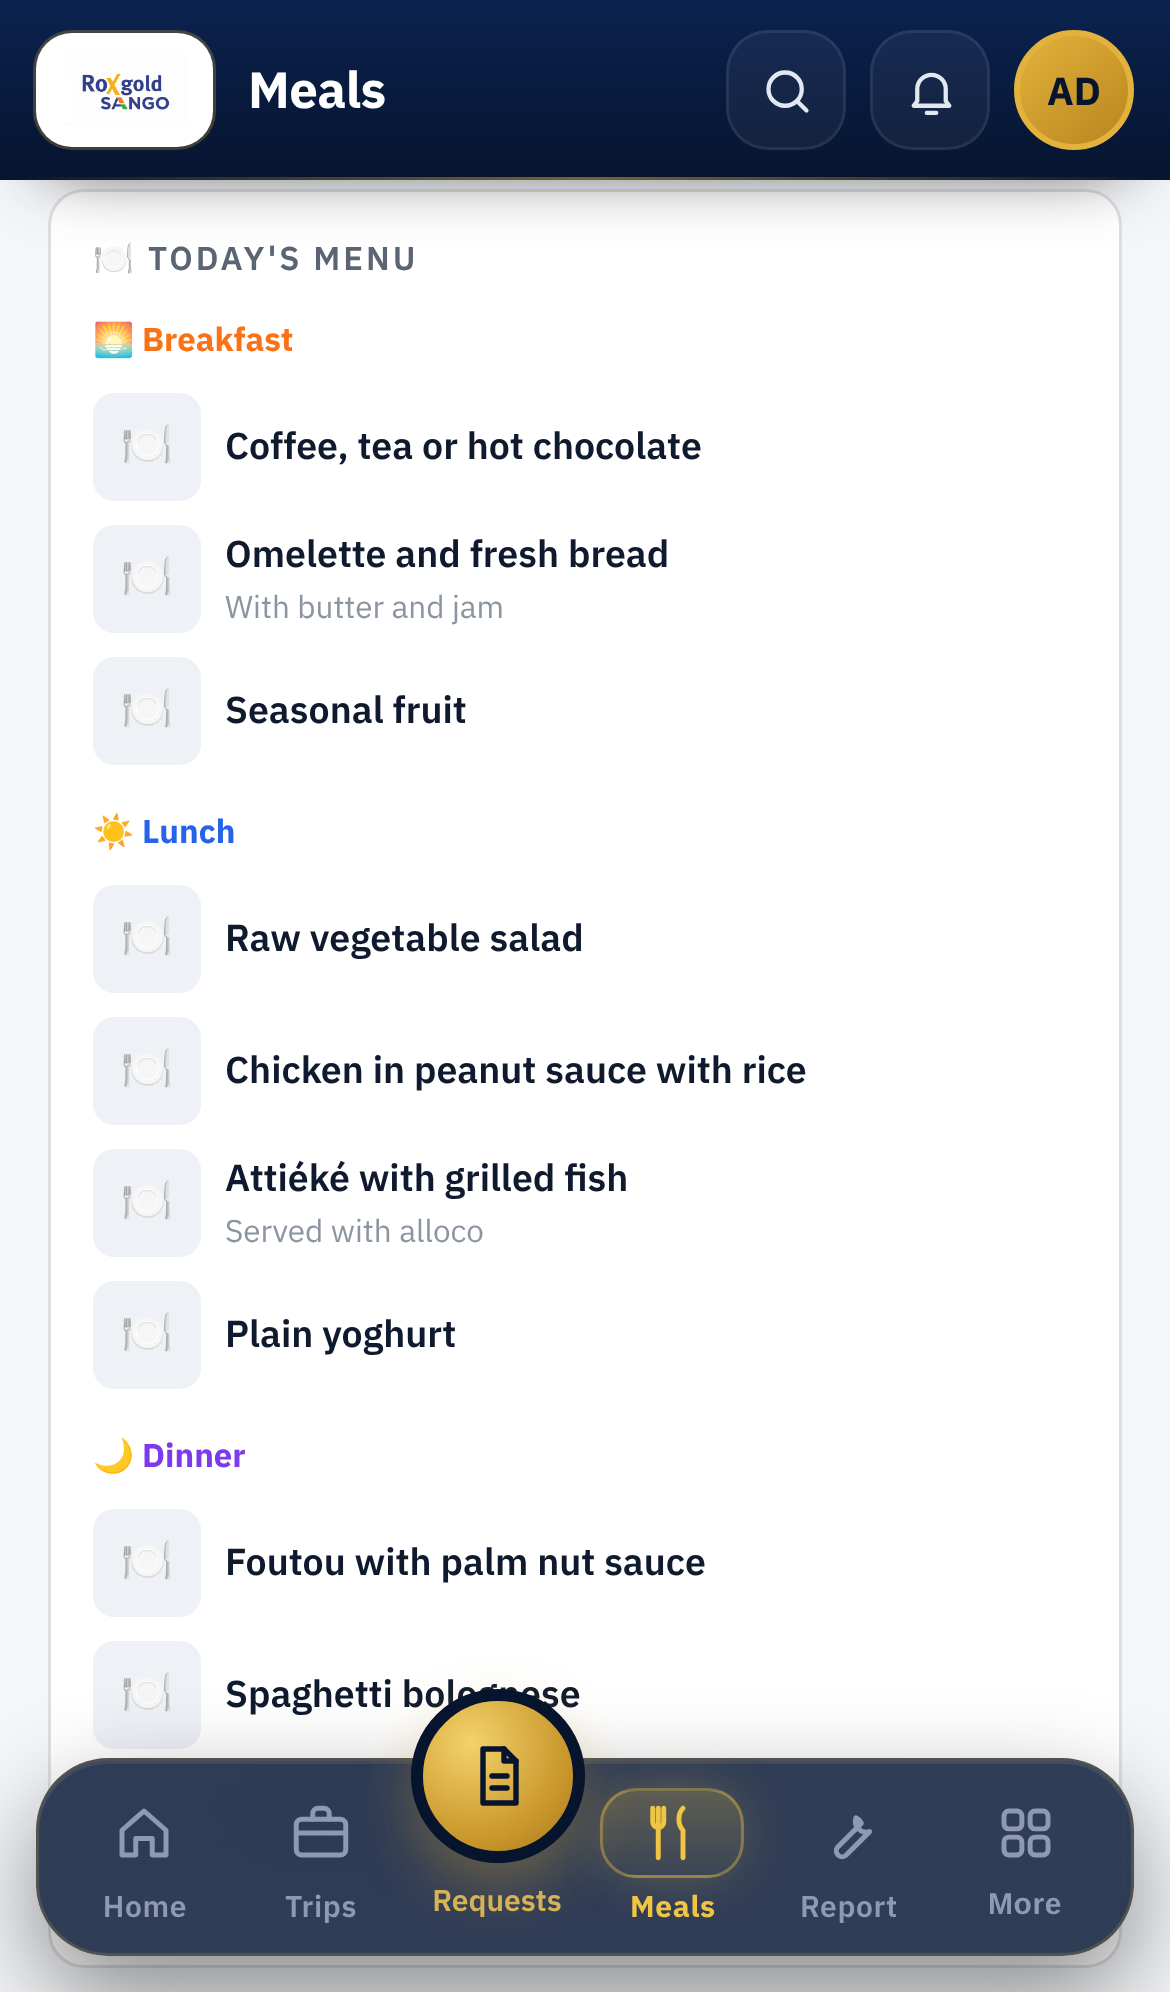 Roxgold
SANGO
Meals
AD
TODAY'S MENU
Breakfast
Coffee, tea or hot chocolate
Omelette and fresh bread
With butter and jam
Seasonal fruit
Lunch
Raw vegetable salad
Chicken in peanut sauce with rice
Attiéké with grilled fish
Served with alloco
Plain yoghurt
Dinner
Foutou with palm nut sauce
Spaghetti bolognese
Home
Trips
Requests
Meals
Report
More